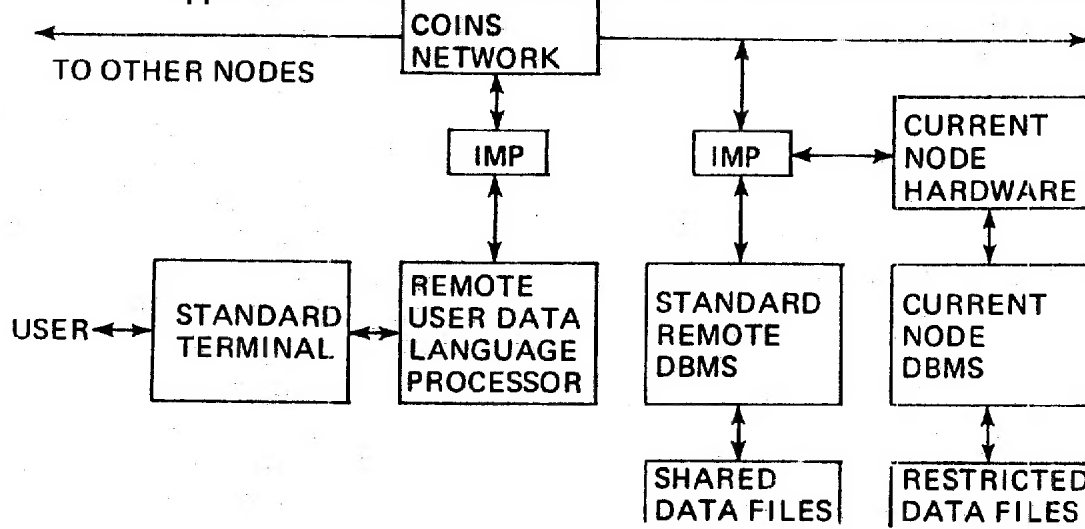 COINS
NETWORK
TO OTHER NODES
IMP
IMP
CURRENT
NODE
HARDWARE
USER
STANDARD
TERMINAL
REMOTE
USER DATA
LANGUAGE
PROCESSOR
STANDARD
REMOTE
DBMS
CURRENT
NODE
DBMS
SHARED
DATA FILES
RESTRICTED
DATA FILES